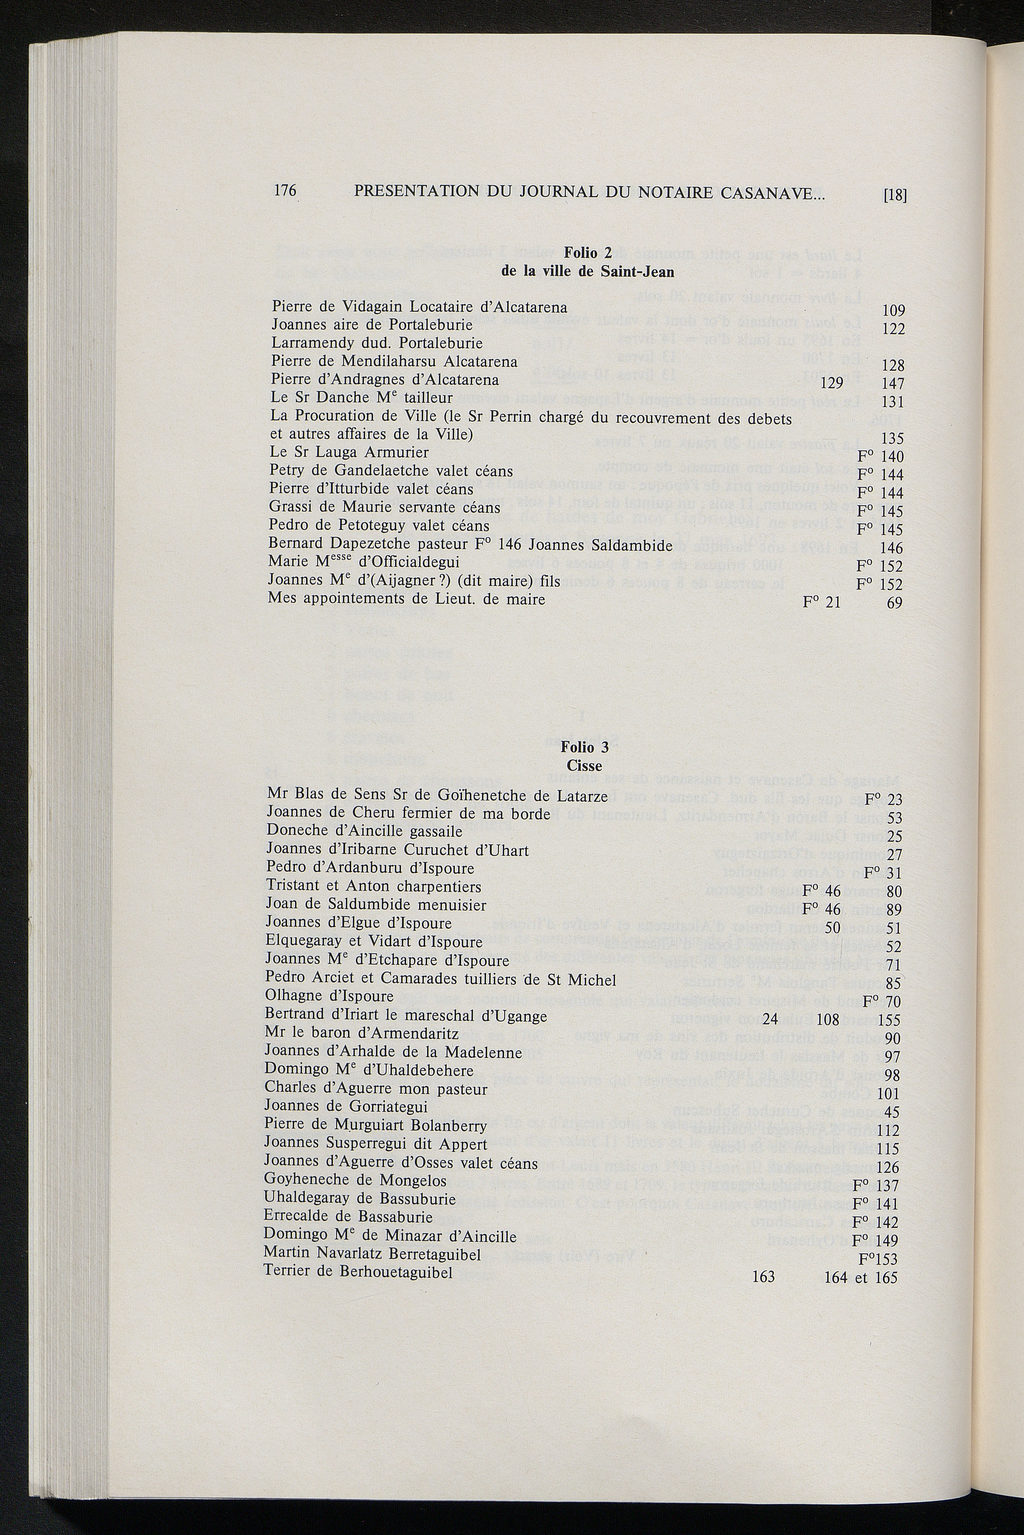 176 PRESENTATION DU JOURNAL DU NOTAIRE CASANAVE... [18]
Folio 2
de la ville de Saint-Jean
Pierre de Vidagain Locataire d'Alcatarena 109
Joannes aire de Portaleburie 122
Larramendy dud. Portaleburie
Pierre de Mendilaharsu Alcatarena 128
Pierre d'Andragnes d'Alcatarena 129 147
Le Sr Danche Mᵉ tailleur 131
La Procuration de Ville (le Sr Perrin chargé du recouvrement des debets
et autres affaires de la Ville) 135
Le Sr Lauga Armurier F° 140
Petry de Gandelaetche valet céans F° 144
Pierre d'Itturbide valet céans F° 144
Grassi de Maurie servante céans F° 145
Pedro de Petoteguy valet céans F° 145
Bernard Dapezetche pasteur F° 146 Joannes Saldambide 146
Marie Mᵉˢˢᵉ d'Officialdegui F° 152
Joannes Mᵉ d'(Aijagner ?) (dit maire) fils F° 152
Mes appointements de Lieut. de maire F° 21 69
Folio 3
Cisse
Mr Blas de Sens Sr de Goïhenetche de Latarze F° 23
Joannes de Cheru fermier de ma borde 53
Doneche d'Aincille gassaile 25
Joannes d'Iribarne Curuchet d'Uhart 27
Pedro d'Ardanburu d'Ispoure F° 31
Tristant et Anton charpentiers F° 46 80
Joan de Saldumbide menuisier F° 46 89
Joannes d'Elgue d'Ispoure 50 51
Elquegaray et Vidart d'Ispoure 52
Joannes Mᵉ d'Etchapare d'Ispoure 71
Pedro Arciet et Camarades tuilliers de St Michel 85
Olhagne d'Ispoure F° 70
Bertrand d'Iriart le mareschal d'Ugange 24 108 155
Mr le baron d'Armendaritz 90
Joannes d'Arhalde de la Madelenne 97
Domingo Mᵉ d'Uhaldebehere 98
Charles d'Aguerre mon pasteur 101
Joannes de Gorriategui 45
Pierre de Murguiart Bolanberry 112
Joannes Susperregui dit Appert 115
Joannes d'Aguerre d'Osses valet céans 126
Goyheneche de Mongelos F° 137
Uhaldegaray de Bassuburie F° 141
Errecalde de Bassaburie F° 142
Domingo Mᵉ de Minazar d'Aincille F° 149
Martin Navarlatz Berretaguibel F°153
Terrier de Berhouetaguibel 163 164 et 165